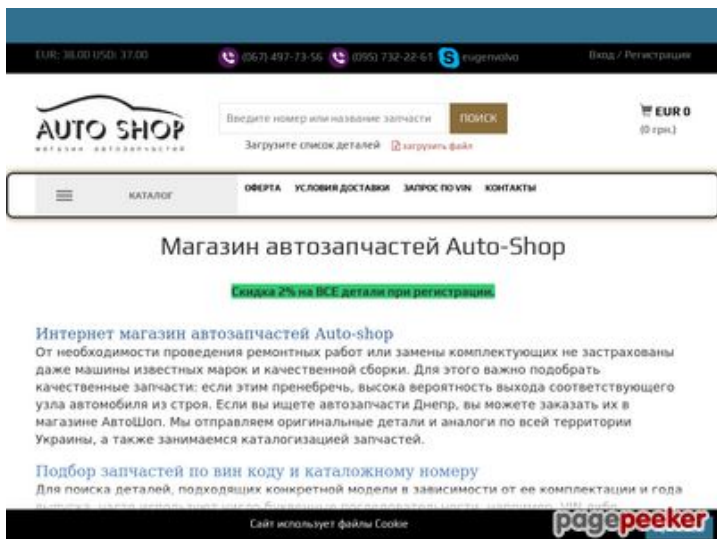 EUR: 38.00 USD: 37.00 (067) 497-73-56 (095) 732-22-61 eugenvolvo Вход / Регистрация
AUTO SHOP Введите номер или название запчасти ПОИСК EUR 0
магазин автозапчастей Загрузите список деталей загрузить файл (0 грн.)
КАТАЛОГ ОФЕРТА УСЛОВИЯ ДОСТАВКИ ЗАПРОС ПО VIN КОНТАКТЫ
Магазин автозапчастей Auto-Shop
Скидка 2% на ВСЕ детали при регистрации.
Интернет магазин автозапчастей Auto-shop
От необходимости проведения ремонтных работ или замены комплектующих не застрахованы
даже машины известных марок и качественной сборки. Для этого важно подобрать
качественные запчасти: если этим пренебречь, высока вероятность выхода соответствующего
узла автомобиля из строя. Если вы ищете автозапчасти Днепр, вы можете заказать их в
магазине АвтоШоп. Мы отправляем оригинальные детали и аналоги по всей территории
Украины, а также занимаемся каталогизацией запчастей.
Подбор запчастей по вин коду и каталожному номеру
Для поиска деталей, подходящих конкретной модели в зависимости от ее комплектации и года
Сайт использует файлы Cookie
pagepeeker